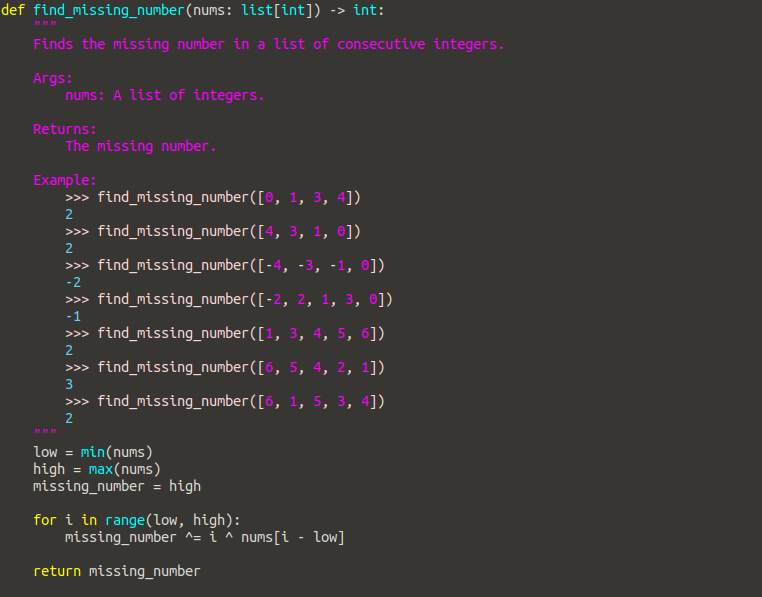 def find_missing_number(nums: list[int]) -> int:
    """
    Finds the missing number in a list of consecutive integers.

    Args:
        nums: A list of integers.

    Returns:
        The missing number.

    Example:
        >>> find_missing_number([0, 1, 3, 4])
        2
        >>> find_missing_number([4, 3, 1, 0])
        2
        >>> find_missing_number([-4, -3, -1, 0])
        -2
        >>> find_missing_number([-2, 2, 1, 3, 0])
        -1
        >>> find_missing_number([1, 3, 4, 5, 6])
        2
        >>> find_missing_number([6, 5, 4, 2, 1])
        3
        >>> find_missing_number([6, 1, 5, 3, 4])
        2
    """
    low = min(nums)
    high = max(nums)
    missing_number = high

    for i in range(low, high):
        missing_number ^= i ^ nums[i - low]

    return missing_number